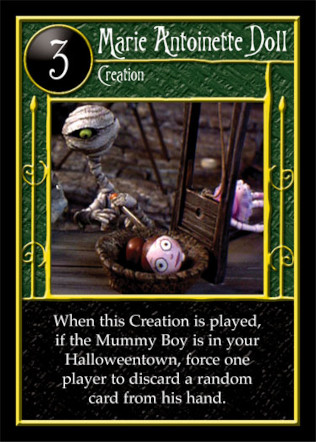 3
Marie Antoinette Doll
Creation
When this Creation is played,
if the Mummy Boy is in your
Halloweentown, force one
player to discard a random
card from his hand.